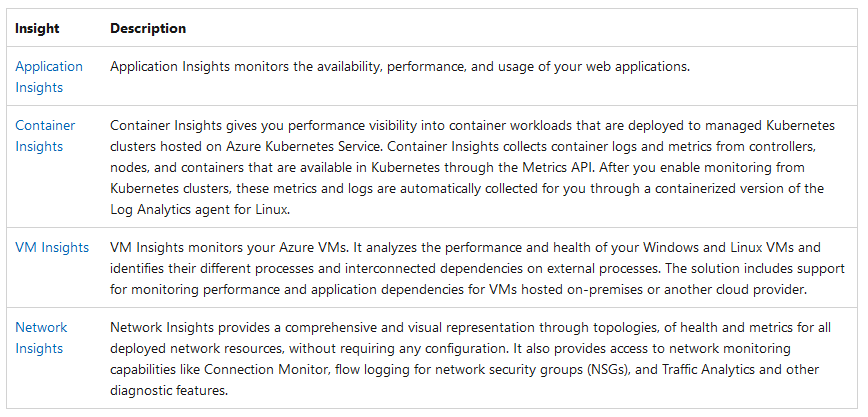 Insight Description
Application Insights monitors the availability, performance, and usage of your web applications.
Application
Insights
Container Insights gives you performance visibility into container workloads that are deployed to managed Kubernetes
Container
Insights
clusters hosted on Azure Kubernetes Service. Container Insights collects container logs and metrics from controllers,
nodes, and containers that are available in Kubernetes through the Metrics API. After you enable monitoring from
Kubernetes clusters, these metrics and logs are automatically collected for you through a containerized version of the
Log Analytics agent for Linux.
VM Insights
VM Insights monitors your Azure VMs. It analyzes the performance and health of your Windows and Linux VMs and
identifies their different processes and interconnected dependencies on external processes. The solution includes support
for monitoring performance and application dependencies for VMs hosted on-premises or another cloud provider.
Network
Insights
Network Insights provides a comprehensive and visual representation through topologies, of health and metrics for all
deployed network resources, without requiring any configuration. It also provides access to network monitoring
capabilities like Connection Monitor, flow logging for network security groups (NSGs), and Traffic Analytics and other
diagnostic features.